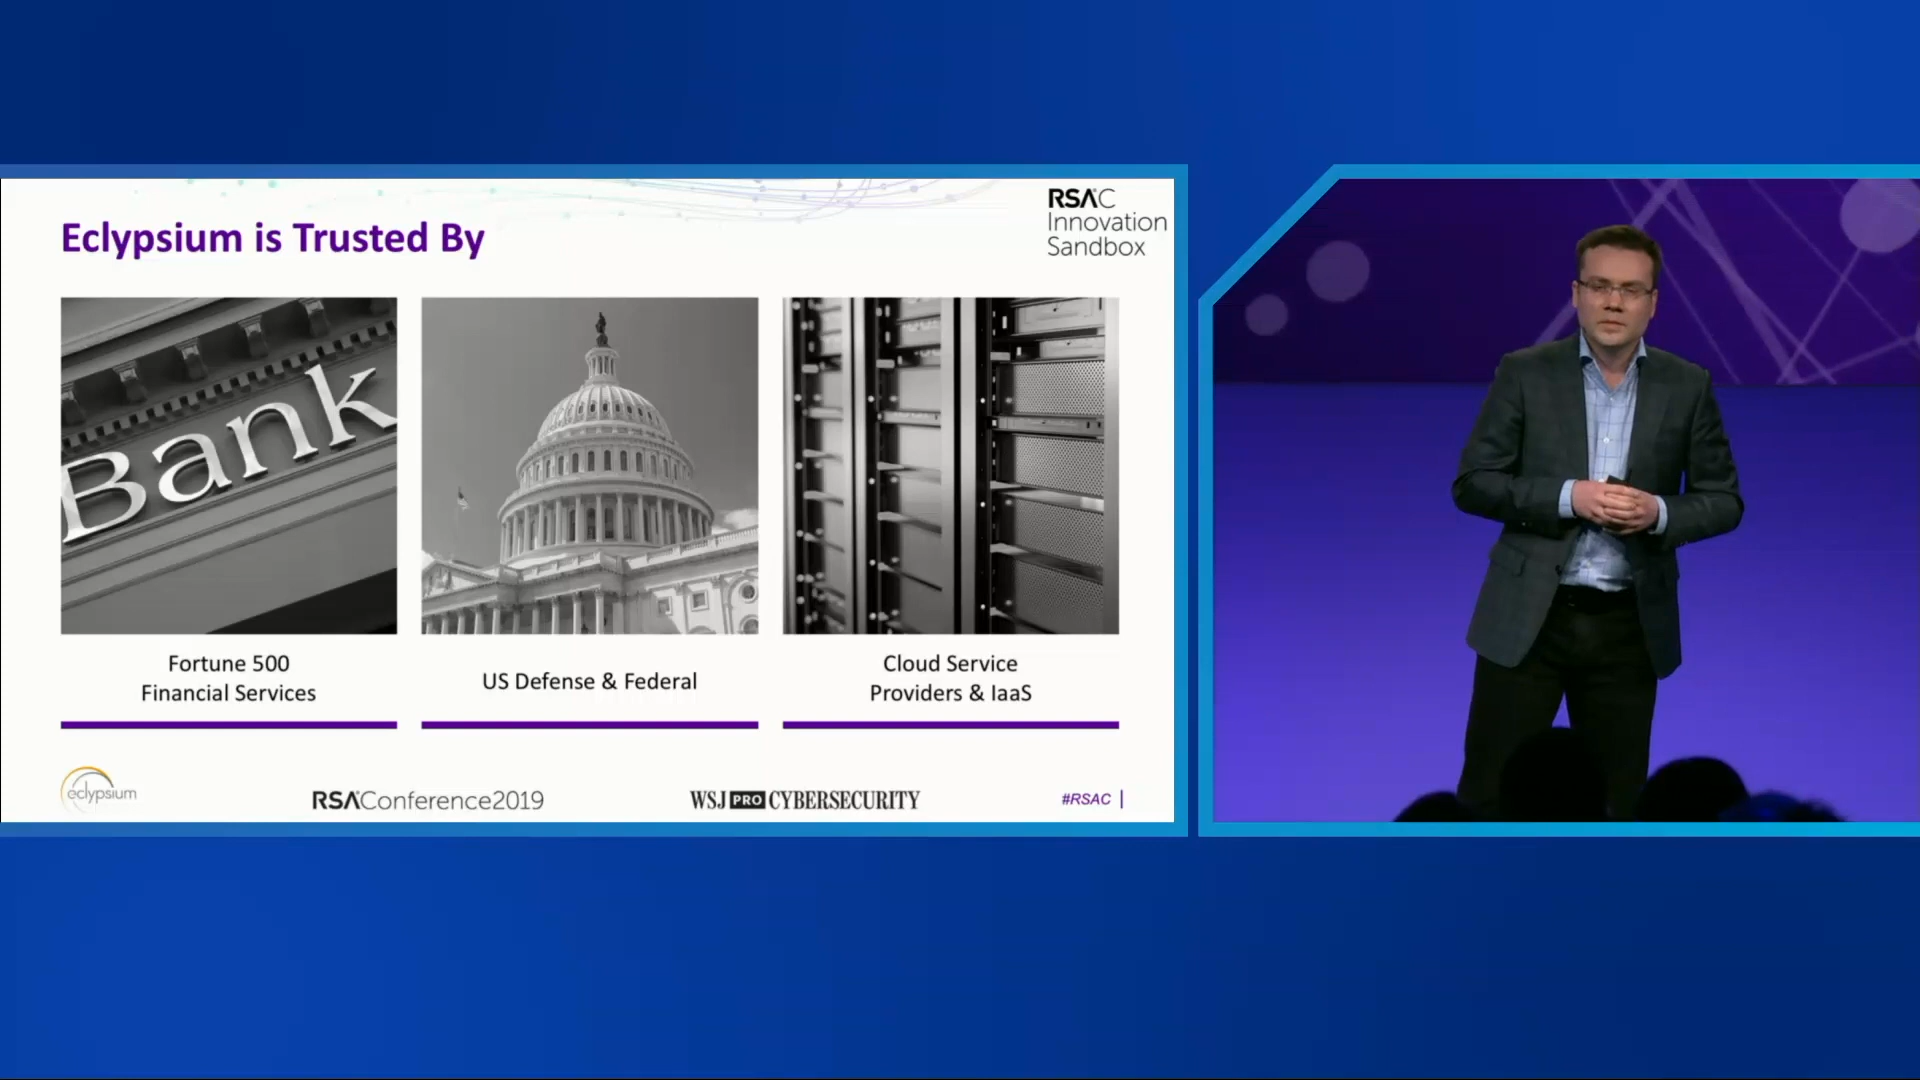 Eclypsium is Trusted By
RSAC
Innovation
Sandbox
Bank
Fortune 500
Financial Services
US Defense & Federal
Cloud Service
Providers & IaaS
eclypsium
RSAConference2019
WSJ PRO CYBERSECURITY
#RSAC